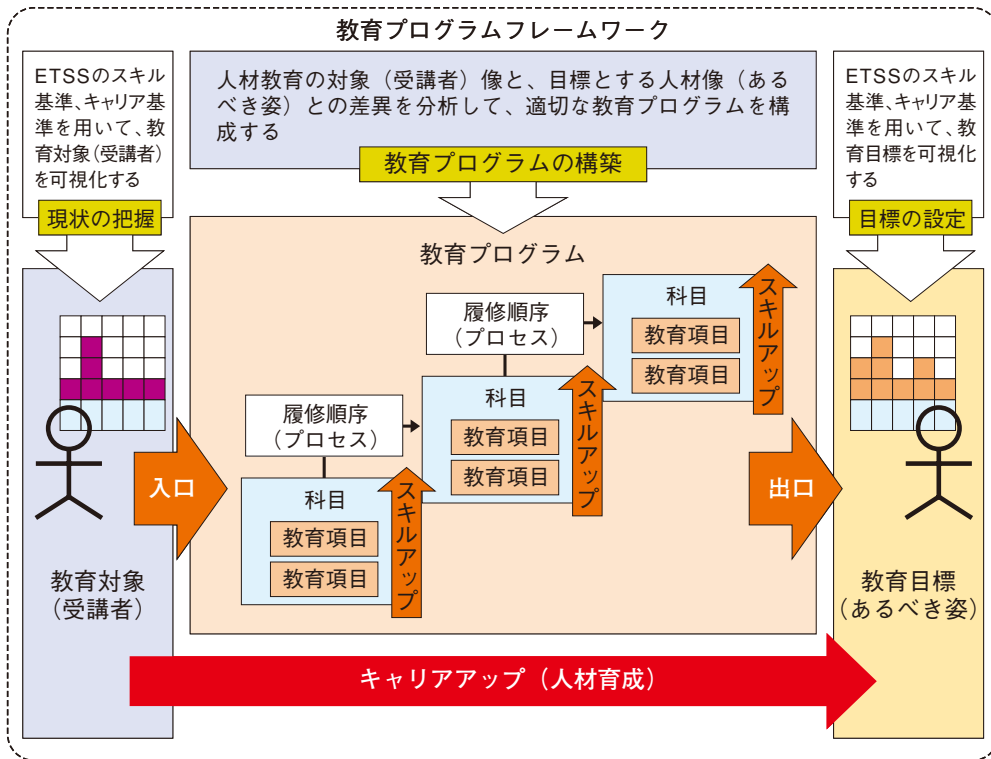 教育プログラムフレームワーク
ETSSのスキル
基準、キャリア基
準を用いて、教
育対象(受講者)
を可視化する
現状の把握
人材教育の対象（受講者）像と、目標とする人材像（ある
べき姿）との差異を分析して、適切な教育プログラムを構
成する
教育プログラムの構築
ETSSのスキル
基準、キャリア基
準を用いて、教
育目標を可視化
する
目標の設定
教育プログラム
科目
教育項目
教育項目
スキルアップ
履修順序
（プロセス）
科目
教育項目
教育項目
スキルアップ
履修順序
（プロセス）
科目
教育項目
教育項目
スキルアップ
入口
出口
教育対象
（受講者）
教育目標
（あるべき姿）
キャリアアップ（人材育成）